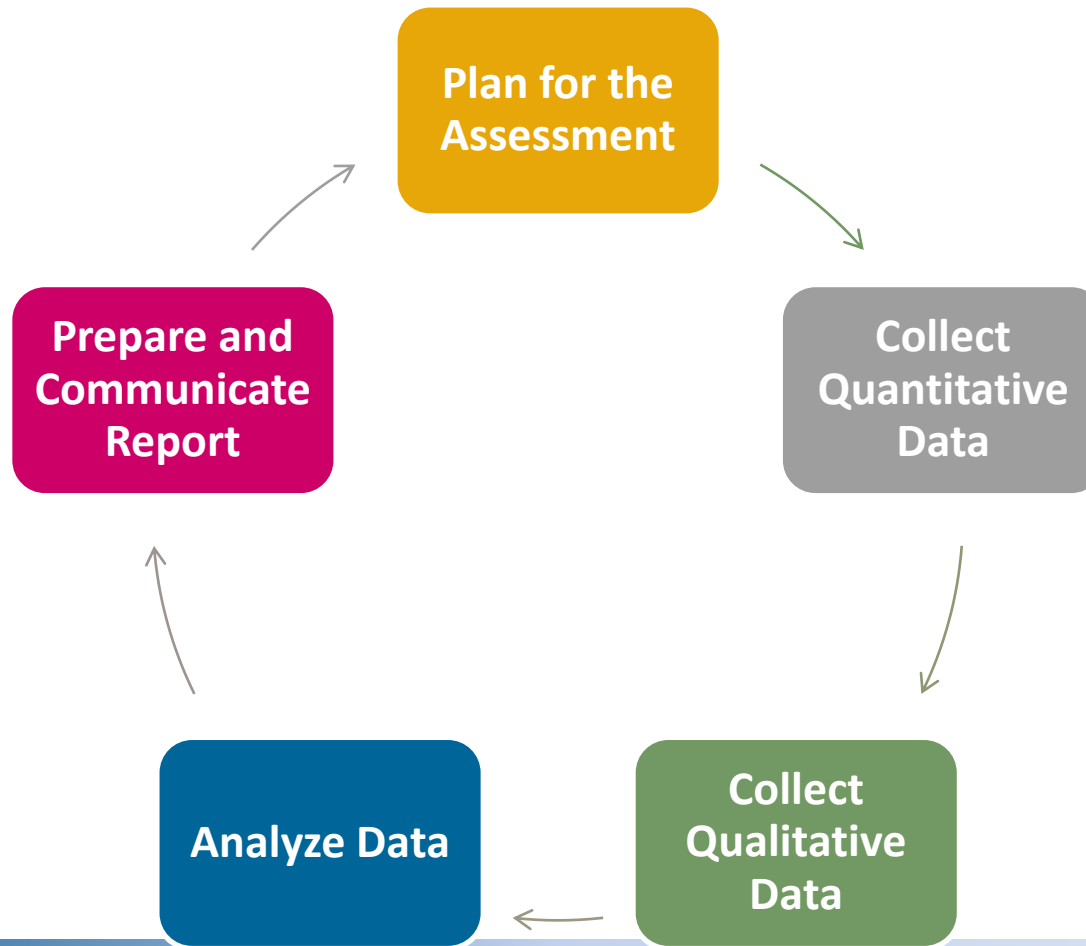 Plan for the
Assessment
Collect
Quantitative
Data
Collect
Qualitative
Data
Analyze Data
Prepare and
Communicate
Report